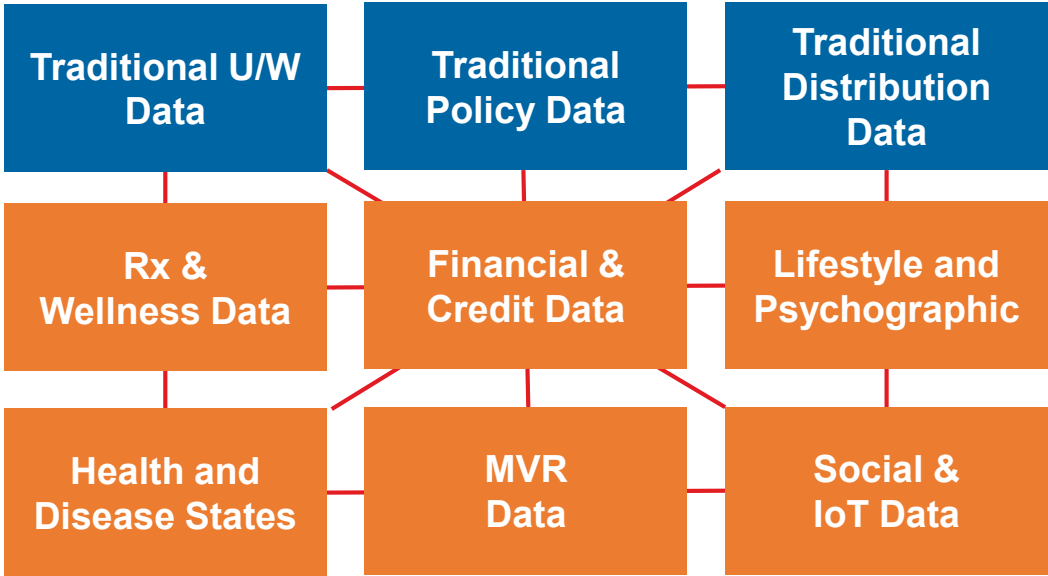 Traditional U/W
Data
Traditional
Policy Data
Traditional
Distribution
Data
Rx &
Wellness Data
Financial &
Credit Data
Lifestyle and
Psychographic
Health and
Disease States
MVR
Data
Social &
IoT Data